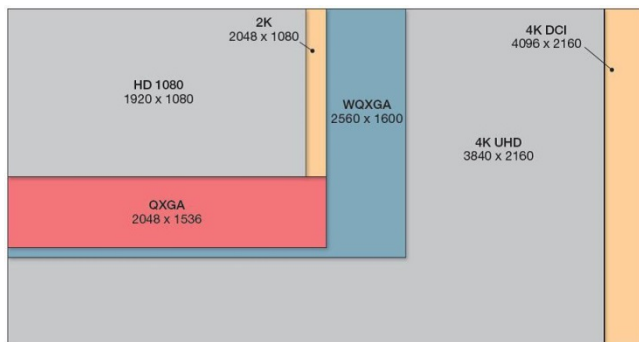 2K
2048 x 1080
4K DCI
4096 x 2160
HD 1080
1920 x 1080
WQXGA
2560 x 1600
4K UHD
3840 x 2160
QXGA
2048 x 1536